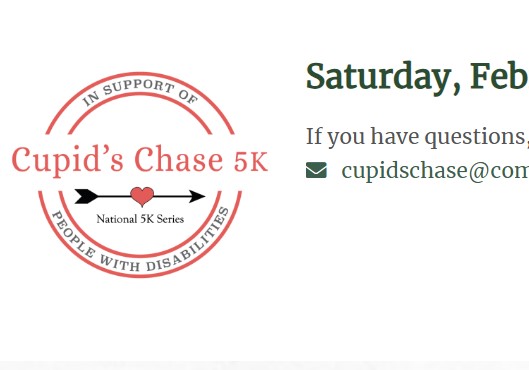 IN SUPPORT OF
Cupid's Chase 5K
National 5K Series
PEOPLE WITH DISABILITIES
Saturday, Feb
If you have questions,
cupidschase@com